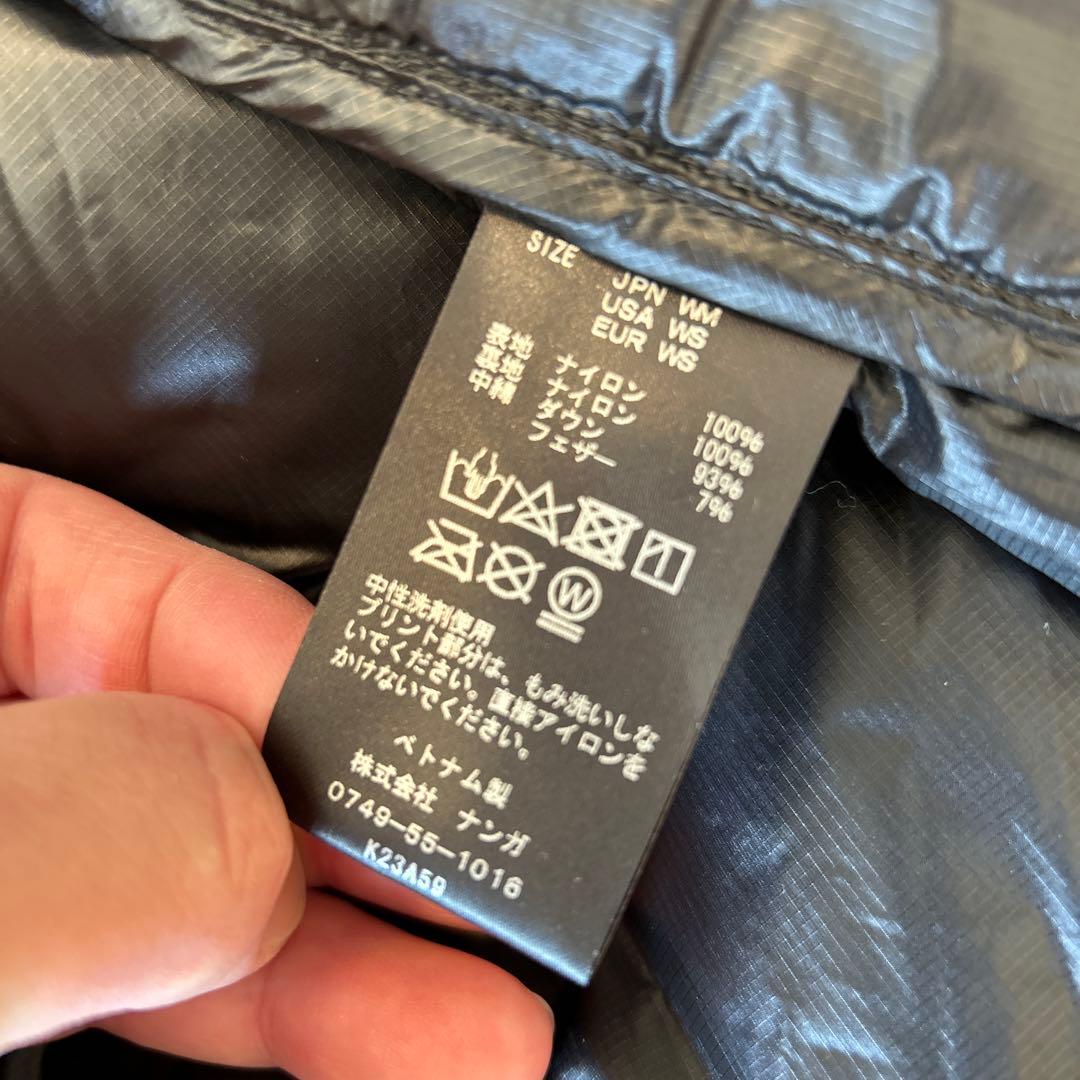 SIZE
JPN WM
USA WS
EUR WS
表地 ナイロン 100%
裏地 ナイロン 100%
中綿 ダウン 93%
フェザー 7%
W
中性洗剤使用
プリント部分は、もみ洗いしな
いでください。直接アイロンを
かけないでください。
ベトナム製
株式会社 ナンガ
0749-55-1016
K23A59